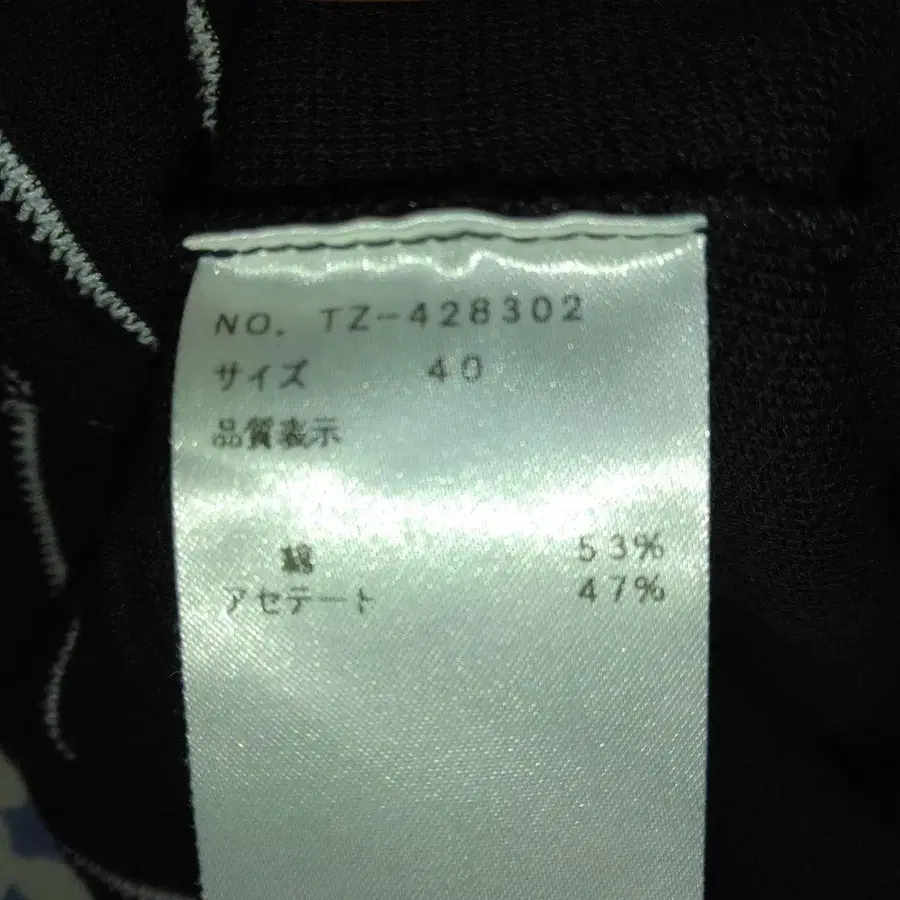 NO. TZ-428302
サイズ 40
品質表示
綿 53%
アセテート 47%